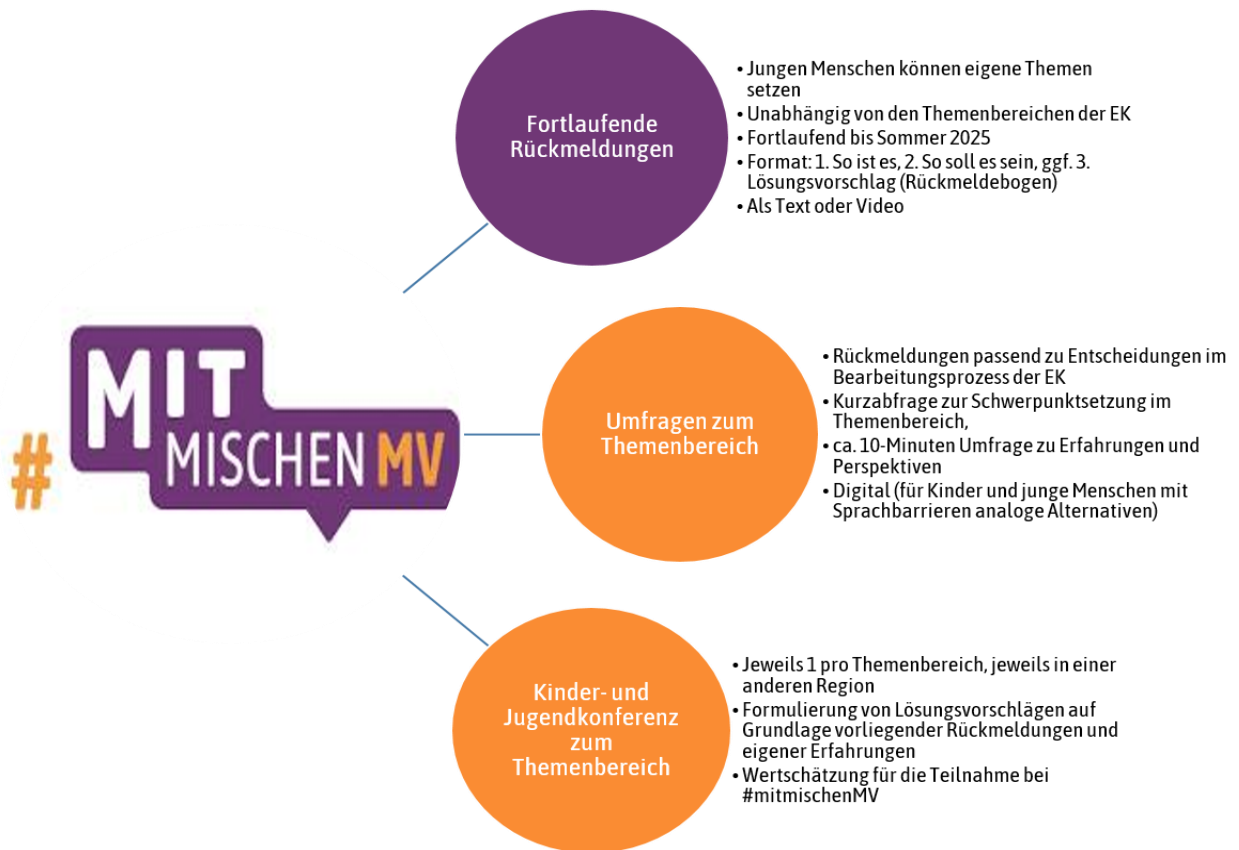 Fortlaufende
Rückmeldungen
• Jungen Menschen können eigene Themen
setzen
• Unabhängig von den Themenbereichen der EK
• Fortlaufend bis Sommer 2025
• Format: 1. So ist es, 2. So soll es sein, ggf. 3.
Lösungsvorschlag (Rückmeldebogen)
• Als Text oder Video
# MIT
MISCHEN MV
Umfragen zum
Themenbereich
• Rückmeldungen passend zu Entscheidungen im
Bearbeitungsprozess der EK
• Kurzabfrage zur Schwerpunktsetzung im
Themenbereich,
• ca. 10-Minuten Umfrage zu Erfahrungen und
Perspektiven
• Digital (für Kinder und junge Menschen mit
Sprachbarrieren analoge Alternativen)
Kinder- und
Jugendkonferenz
zum
Themenbereich
• Jeweils 1 pro Themenbereich, jeweils in einer
anderen Region
• Formulierung von Lösungsvorschlägen auf
Grundlage vorliegender Rückmeldungen und
eigener Erfahrungen
• Wertschätzung für die Teilnahme bei
#mitmischenMV